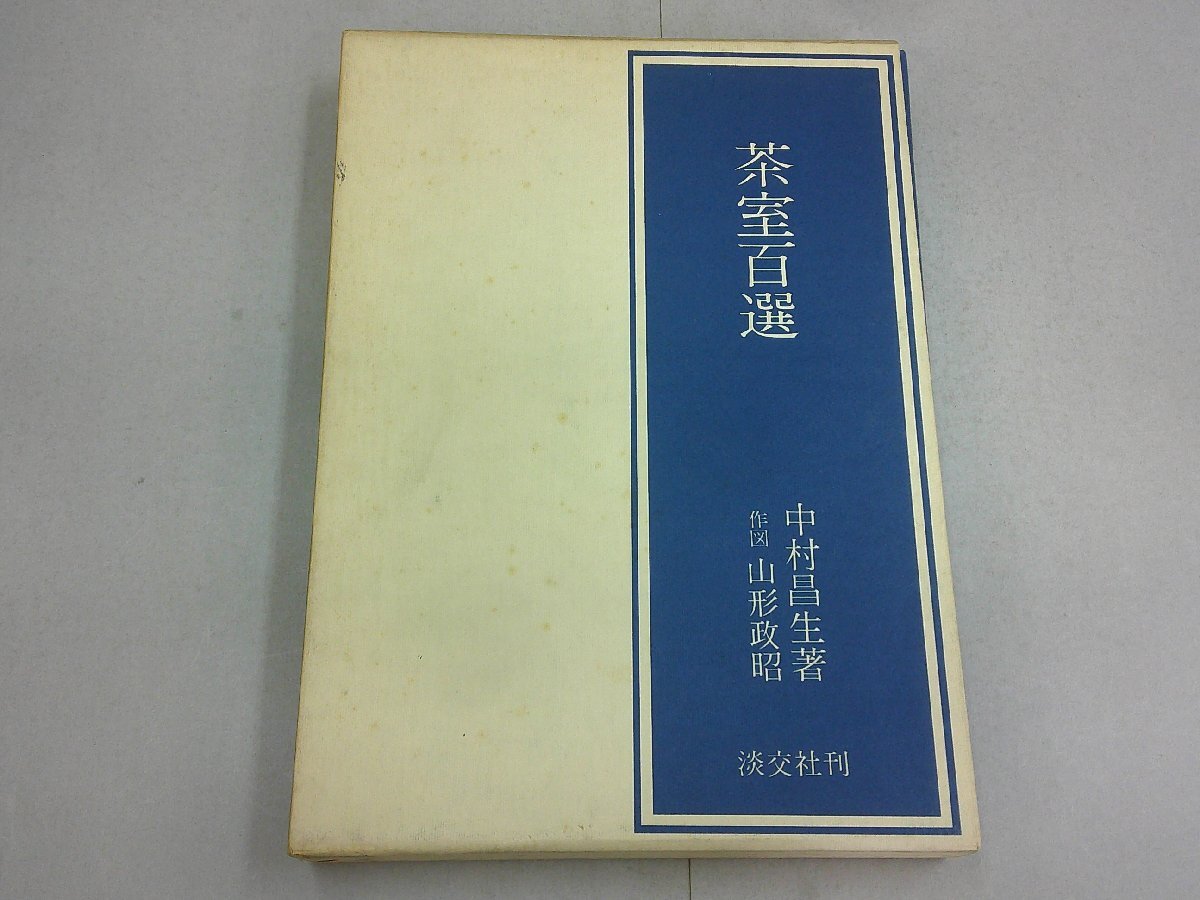 茶室百選
中村昌生著
作図 山形政昭
淡交社刊